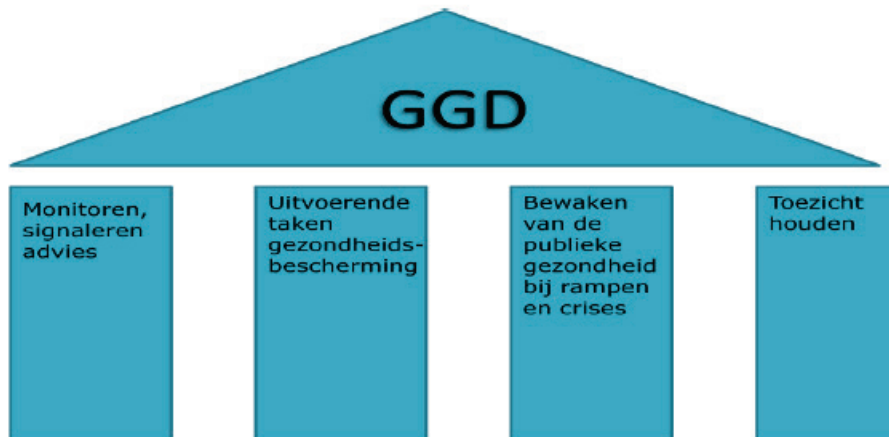 GGD
Monitoren,
signaleren
advies
Uitvoerende
taken
gezondheids-
bescherming
Bewaken
van de
publieke
gezondheid
bij rampen
en crises
Toezicht
houden